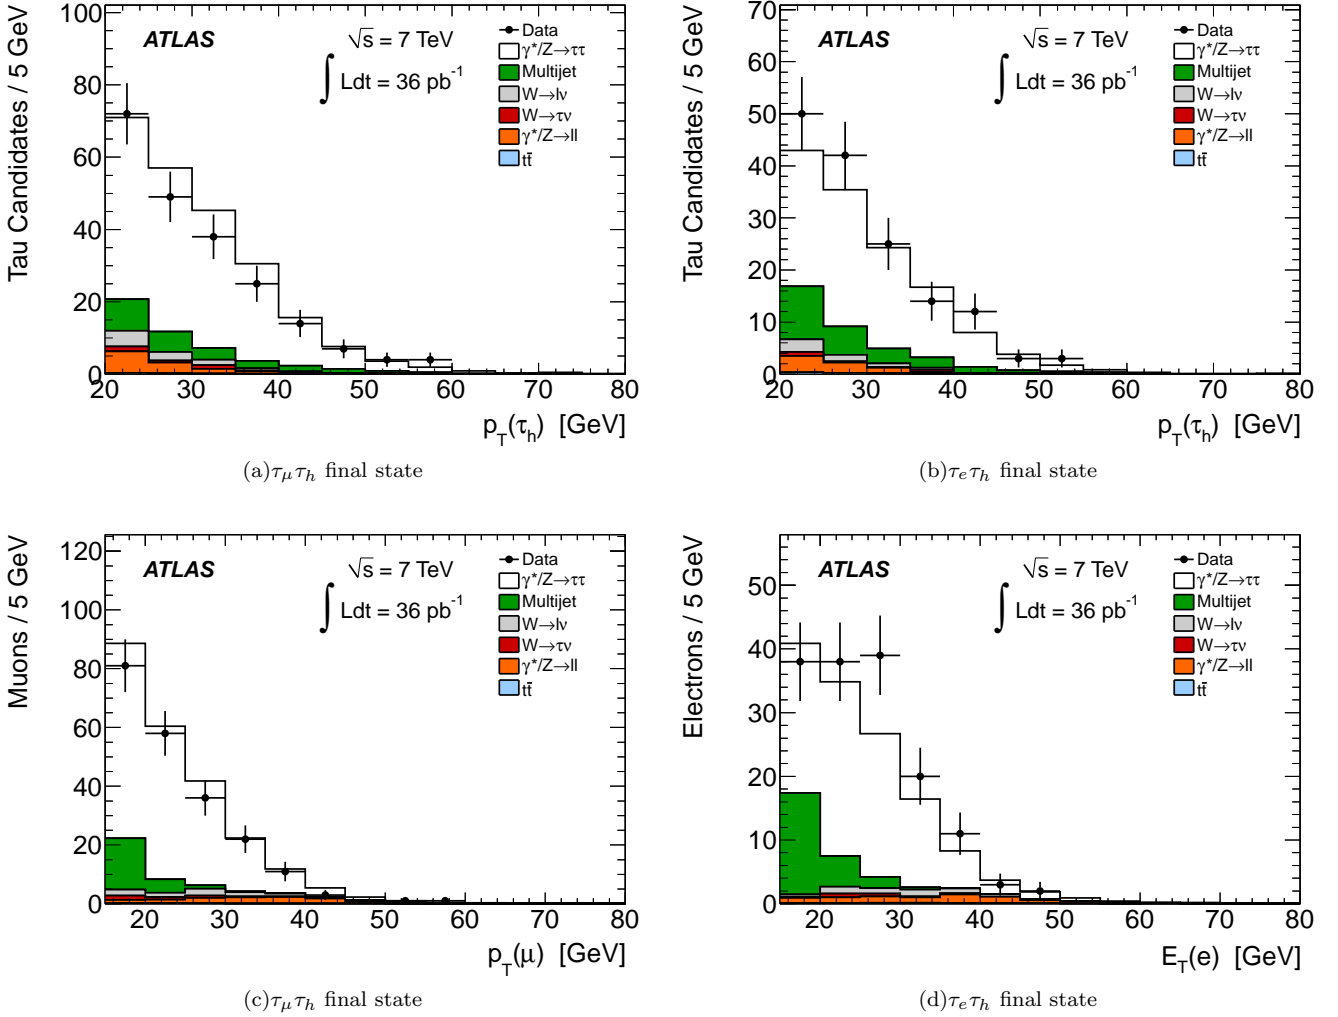 Tau Candidates / 5 GeV
100
80
60
40
20
0
20 30 40 50 60 70 80
p_T(τ_h) [GeV]
ATLAS
√s = 7 TeV
∫ Ldt = 36 pb⁻¹
Data
γ*/Z→ττ
Multijet
W→lν
W→τν
γ*/Z→ll
tt̄
(a)τ_μτ_h final state
Tau Candidates / 5 GeV
70
60
50
40
30
20
10
0
20 30 40 50 60 70 80
p_T(τ_h) [GeV]
ATLAS
√s = 7 TeV
∫ Ldt = 36 pb⁻¹
Data
γ*/Z→ττ
Multijet
W→lν
W→τν
γ*/Z→ll
tt̄
(b)τ_eτ_h final state
Muons / 5 GeV
120
100
80
60
40
20
0
20 30 40 50 60 70 80
p_T(μ) [GeV]
ATLAS
√s = 7 TeV
∫ Ldt = 36 pb⁻¹
Data
γ*/Z→ττ
Multijet
W→lν
W→τν
γ*/Z→ll
tt̄
(c)τ_μτ_h final state
Electrons / 5 GeV
50
40
30
20
10
0
20 30 40 50 60 70 80
E_T(e) [GeV]
ATLAS
√s = 7 TeV
∫ Ldt = 36 pb⁻¹
Data
γ*/Z→ττ
Multijet
W→lν
W→τν
γ*/Z→ll
tt̄
(d)τ_eτ_h final state